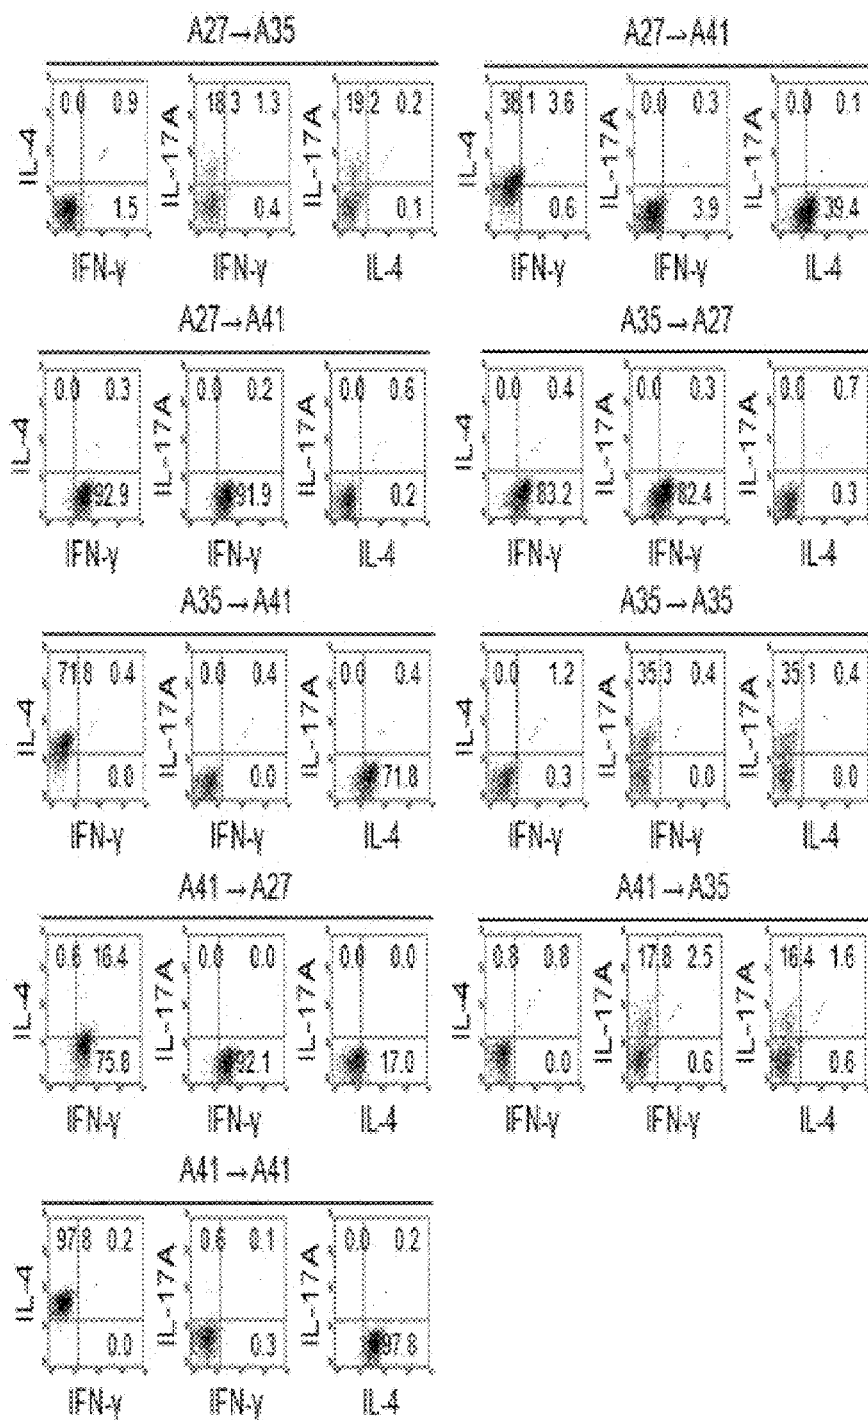 A27→A35
A27→A41
IL-4
0.0 0.9
1.5
IFN-γ
IL-17A
18.3 1.3
0.4
IFN-γ
IL-17A
19.2 0.2
0.1
IL-4
IL-4
3.6
0.6
IFN-γ
IL-17A
0.0 0.3
3.9
IFN-γ
IL-17A
0.0 0.1
39.4
IL-4
A27→A41
A35→A27
IL-4
0.0 0.3
92.9
IFN-γ
IL-17A
0.0 0.2
91.9
IFN-γ
IL-17A
0.0 0.6
0.2
IL-4
IL-4
0.0 0.4
83.2
IFN-γ
IL-17A
0.0 0.3
82.4
IFN-γ
IL-17A
0.0 0.7
0.3
IL-4
A35→A41
A35→A35
IL-4
71.8 0.4
0.0
IFN-γ
IL-17A
0.0 0.4
0.0
IFN-γ
IL-17A
0.0 0.4
71.8
IL-4
IL-4
0.0 1.2
0.3
IFN-γ
IL-17A
35.3 0.4
0.0
IFN-γ
IL-17A
35.1 0.4
0.0
IL-4
A41→A27
A41→A35
IL-4
0.6 16.4
75.8
IFN-γ
IL-17A
0.0 0.0
92.1
IFN-γ
IL-17A
0.0 0.0
17.0
IL-4
IL-4
0.8
0.0
IFN-γ
IL-17A
17.8 2.5
0.6
IFN-γ
IL-17A
16.4 1.6
0.6
IL-4
A41→A41
IL-4
97.8 0.2
0.0
IFN-γ
IL-17A
0.1
0.3
IFN-γ
IL-17A
0.0 0.2
97.8
IL-4